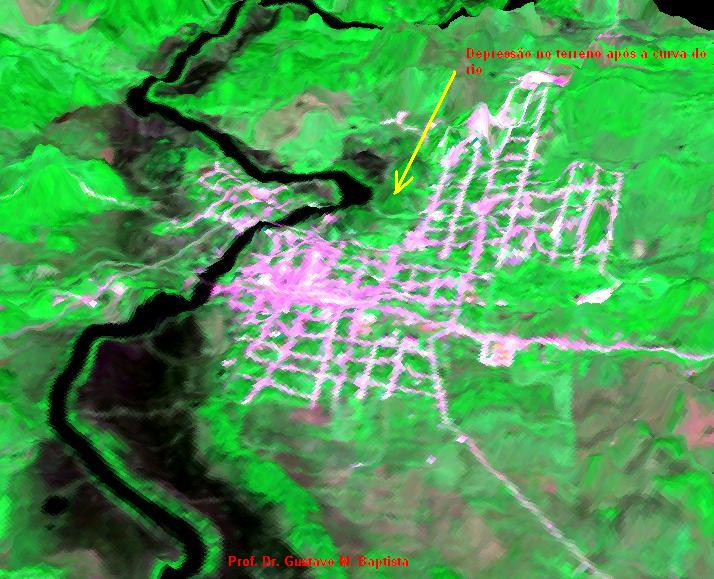 Depressão no terreno após a curva do
rio
Prof. Dr. Gustavo M. Baptista